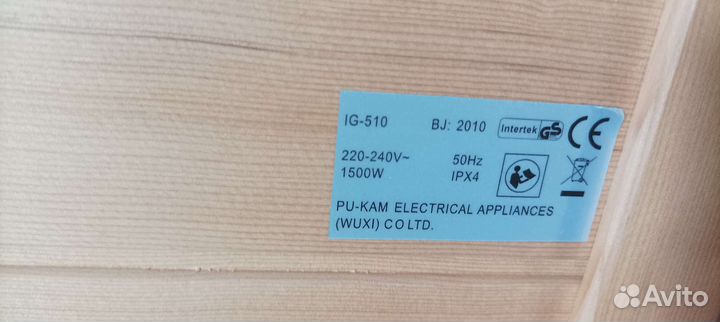 IG-510 BJ: 2010 Intertek GS CE
220-240V~ 50Hz
1500W IPX4
PU-KAM ELECTRICAL APPLIANCES
(WUXI) CO LTD.
Avito